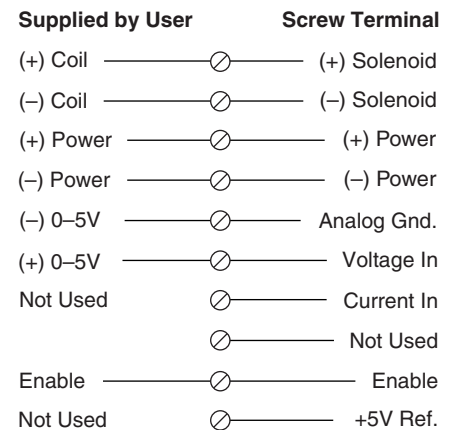 Supplied by User Screw Terminal
(+) Coil (+) Solenoid
(–) Coil (–) Solenoid
(+) Power (+) Power
(–) Power (–) Power
(–) 0–5V Analog Gnd.
(+) 0–5V Voltage In
Not Used Current In
Not Used
Enable Enable
Not Used +5V Ref.